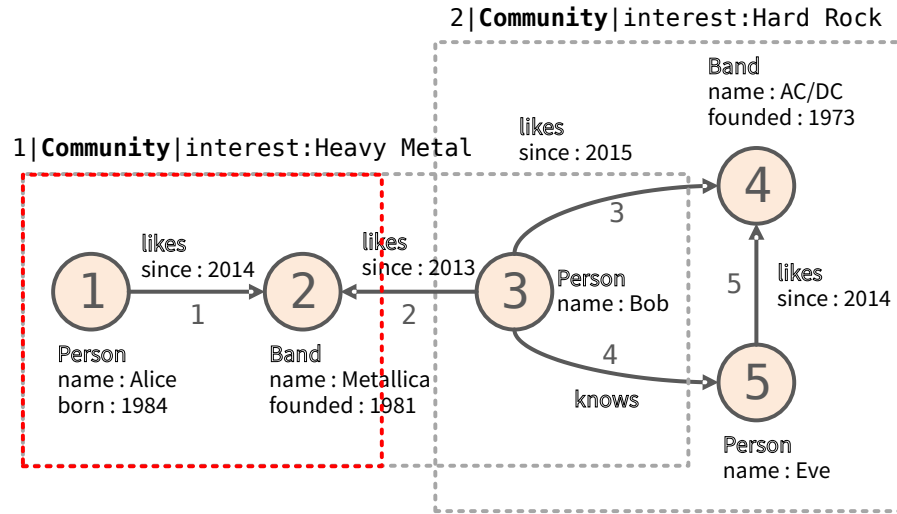 2|Community|interest:Hard Rock
Band
name : AC/DC
founded : 1973
likes
since : 2015
1|Community|interest:Heavy Metal
4
3
likes
since : 2014
likes
since : 2013
1
2
3
Person
name : Bob
5
likes
since : 2014
1
2
4
5
knows
Person
name : Alice
born : 1984
Band
name : Metallica
founded : 1981
Person
name : Eve